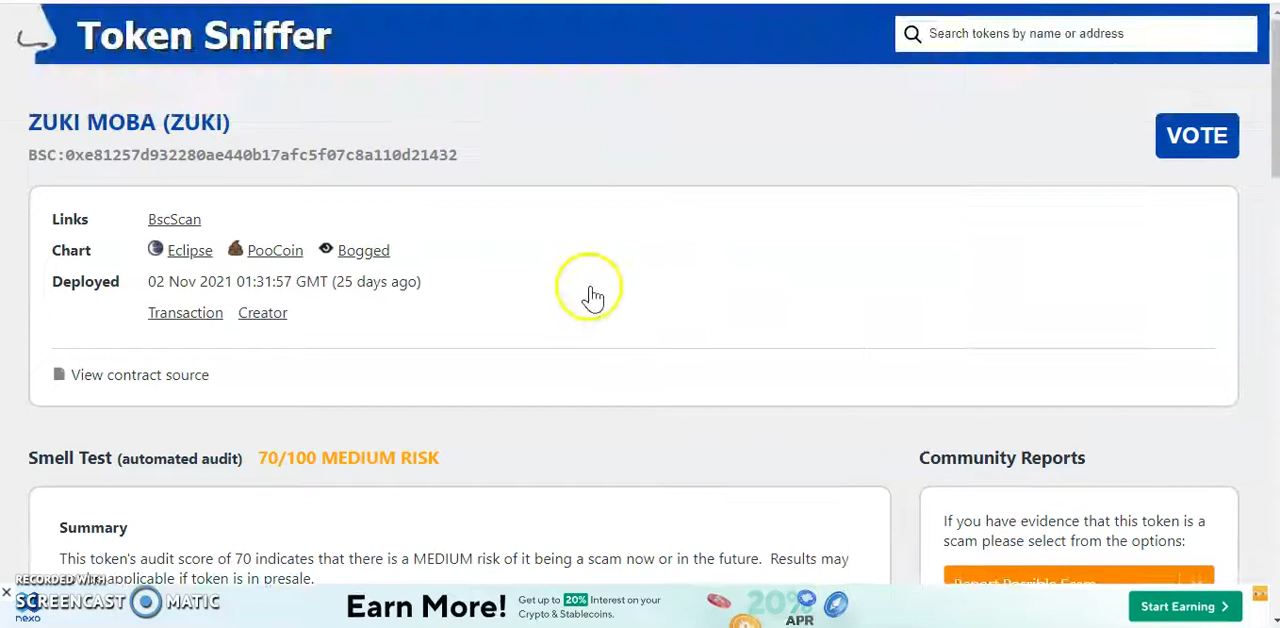 Token Sniffer
Search tokens by name or address
ZUKI MOBA (ZUKI)
VOTE
BSC:0xe81257d932280ae440b17afc5f07c8a110d21432
Links BscScan
Chart Eclipse PooCoin Bogged
Deployed 02 Nov 2021 01:31:57 GMT (25 days ago)
Transaction Creator
View contract source
Smell Test (automated audit) 70/100 MEDIUM RISK
Community Reports
Summary
This token's audit score of 70 indicates that there is a MEDIUM risk of it being a scam now or in the future. Results may
applicable if token is in presale.
If you have evidence that this token is a
scam please select from the options:
Report Possible Scam
RECORDED WITH
SCREENCAST MATIC
nexo
Earn More!
Get up to 20% Interest on your
Crypto & Stablecoins.
20%
APR
Start Earning